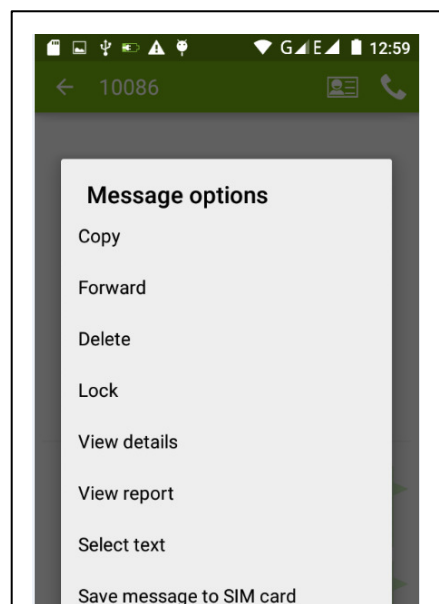 G E 12:59
10086
Message options
Copy
Forward
Delete
Lock
View details
View report
Select text
Save message to SIM card